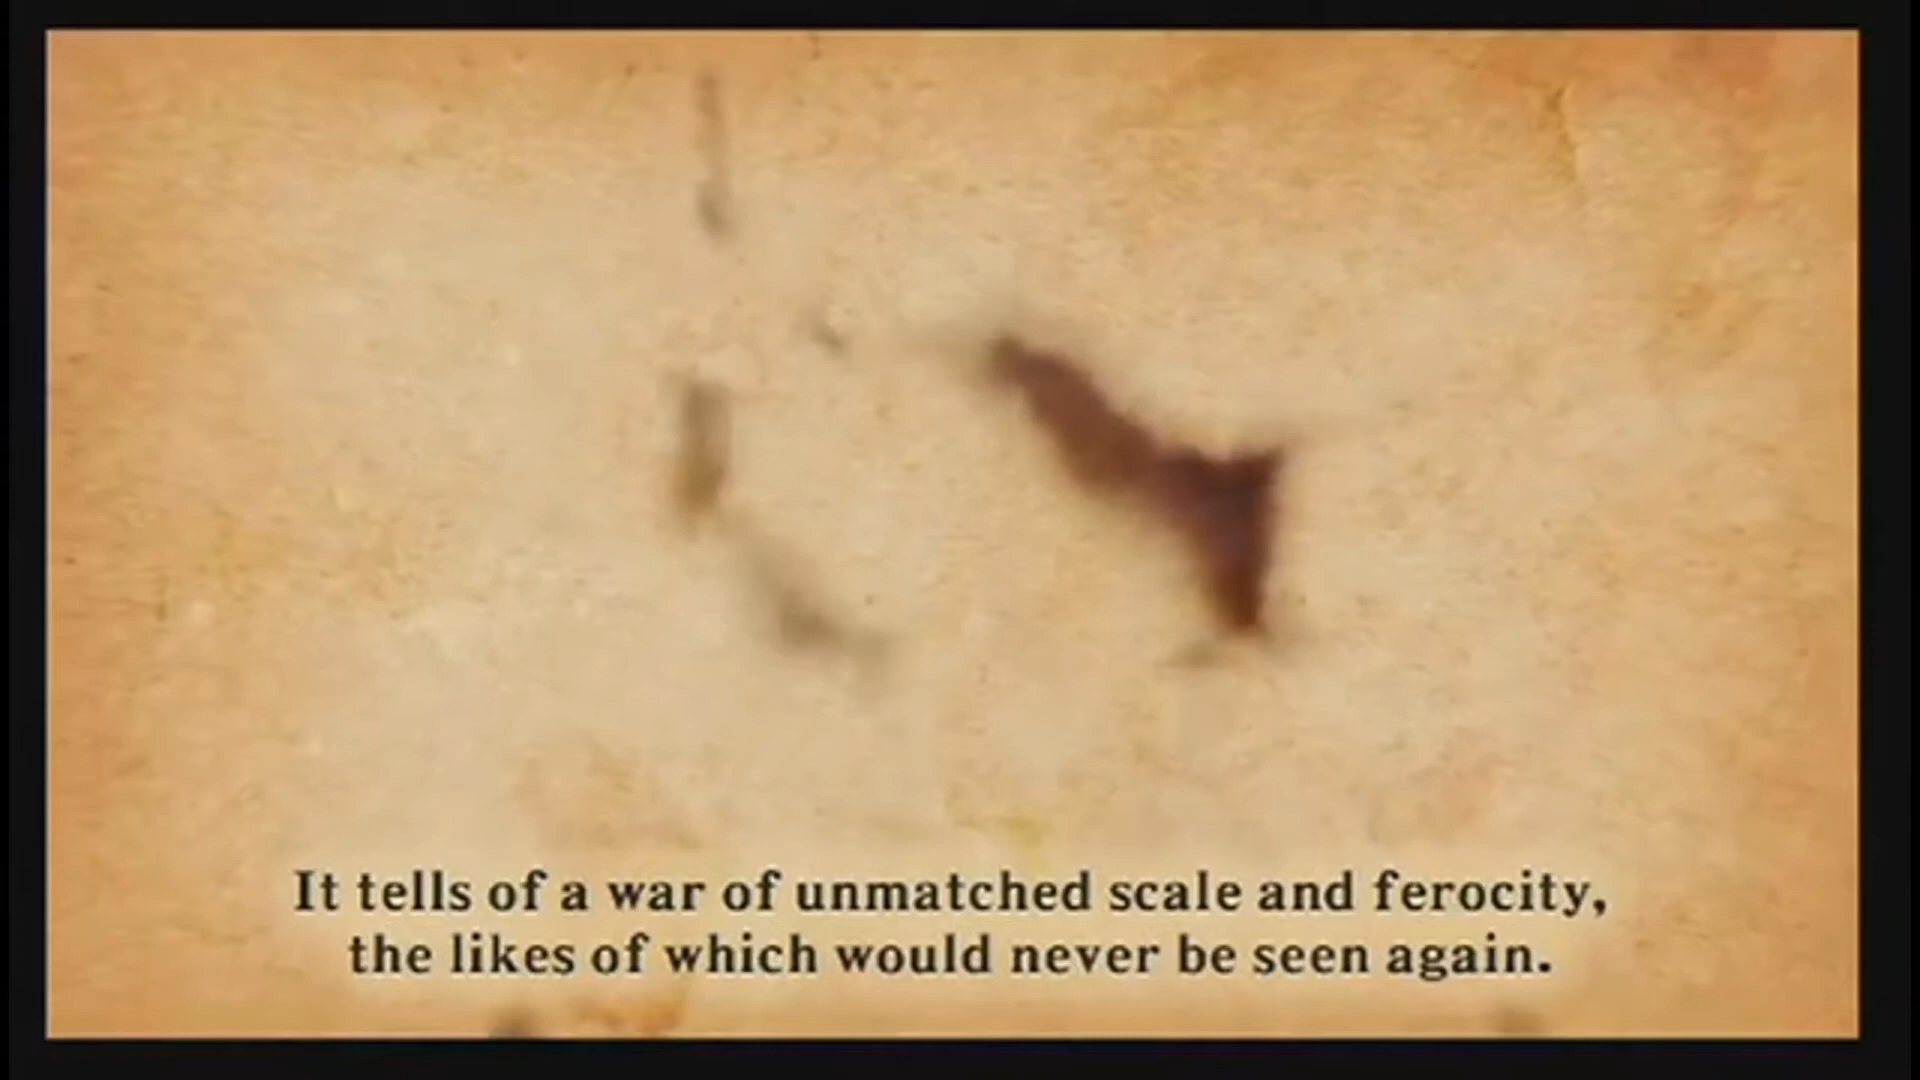 It tells of a war of unmatched scale and ferocity,
the likes of which would never be seen again.